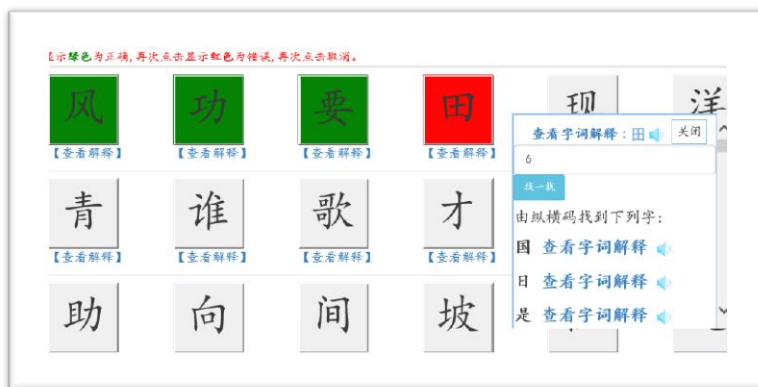 显示绿色为正确,再次点击显示红色为错误,再次点击取消。
风 功 要 田 现 洋
【查看解释】 【查看解释】 【查看解释】 【查看解释】
查看字词解释:田 关闭
6
找一找
由纵横码找到下列字:
国 查看字词解释
日 查看字词解释
是 查看字词解释
青 谁 歌 才
【查看解释】 【查看解释】 【查看解释】 【查看解释】
助 向 间 坡